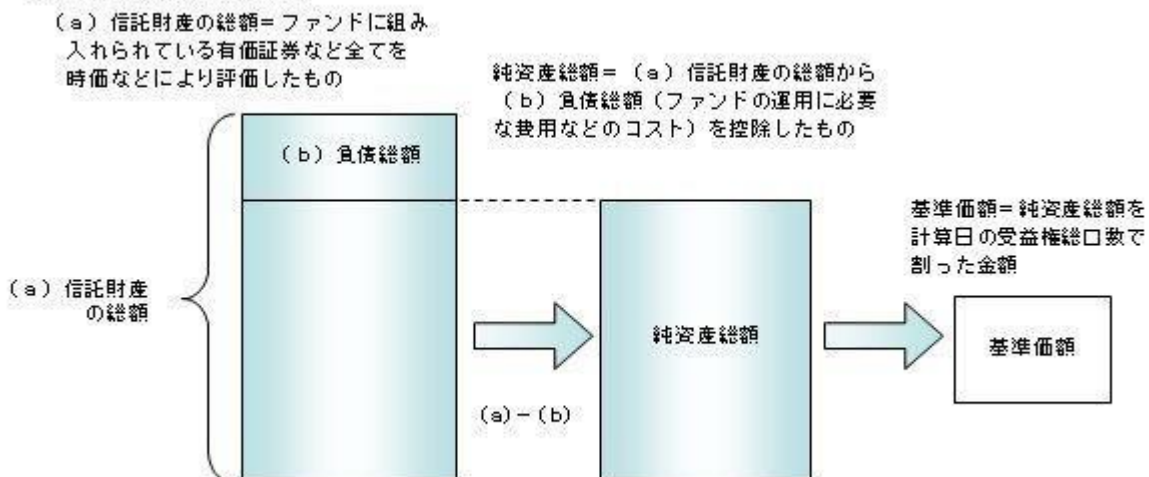 （a）信託財産の総額＝ファンドに組み
入れられている有価証券など全てを
時価などにより評価したもの
純資産総額＝（a）信託財産の総額から
（b）負債総額（ファンドの運用に必要
な費用などのコスト）を控除したもの
（b）負債総額
基準価額＝純資産総額を
計算日の受益権総口数で
割った金額
（a）信託財産
の総額
純資産総額
基準価額
（a）－（b）